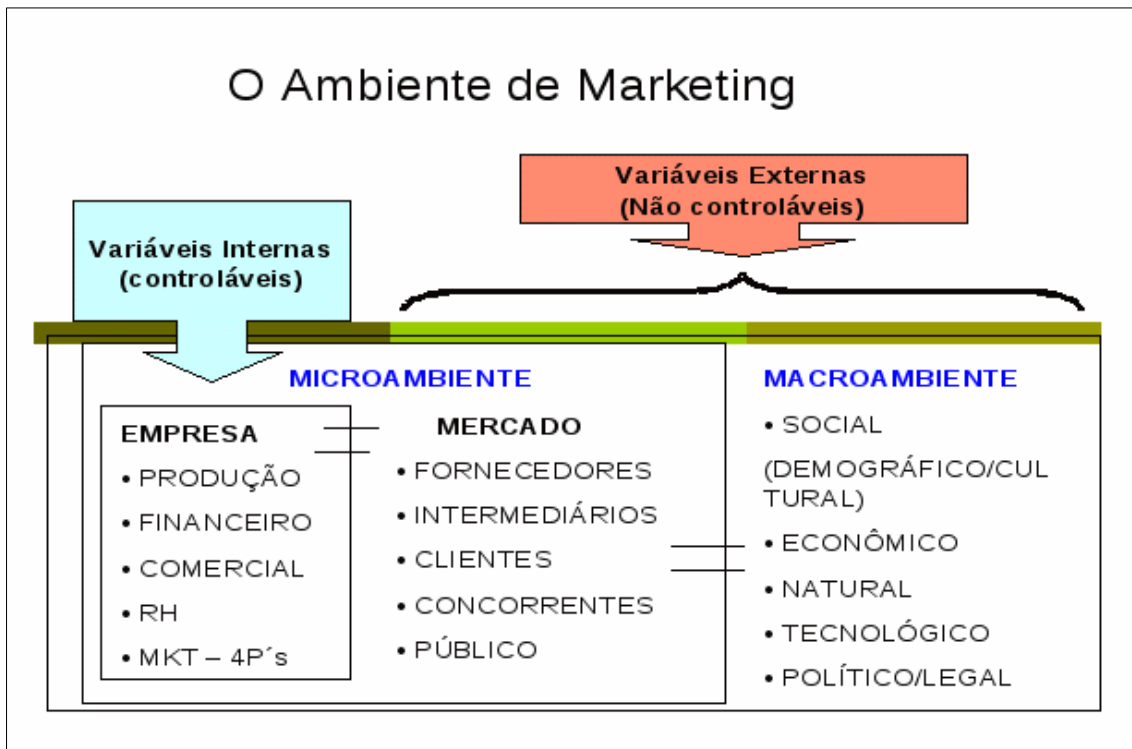 O Ambiente de Marketing
Variáveis Externas
(Não controláveis)
Variáveis Internas
(controláveis)
MICROAMBIENTE
MACROAMBIENTE
EMPRESA
• PRODUÇÃO
• FINANCEIRO
• COMERCIAL
• RH
• MKT – 4P´s
MERCADO
• FORNECEDORES
• INTERMEDIÁRIOS
• CLIENTES
• CONCORRENTES
• PÚBLICO
• SOCIAL
(DEMOGRÁFICO/CUL
TURAL)
• ECONÔMICO
• NATURAL
• TECNOLÓGICO
• POLÍTICO/LEGAL